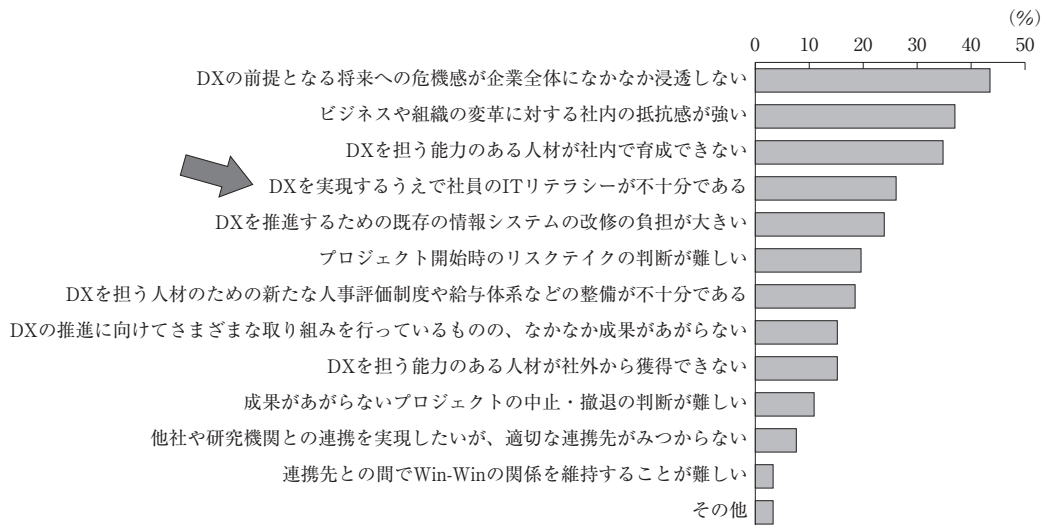 (%)
0 10 20 30 40 50
DXの前提となる将来への危機感が企業全体になかなか浸透しない
ビジネスや組織の変革に対する社内の抵抗感が強い
DXを担う能力のある人材が社内で育成できない
DXを実現するうえで社員のITリテラシーが不十分である
DXを推進するための既存の情報システムの改修の負担が大きい
プロジェクト開始時のリスクテイクの判断が難しい
DXを担う人材のための新たな人事評価制度や給与体系などの整備が不十分である
DXの推進に向けてさまざまな取り組みを行っているものの、なかなか成果があがらない
DXを担う能力のある人材が社外から獲得できない
成果があがらないプロジェクトの中止・撤退の判断が難しい
他社や研究機関との連携を実現したいが、適切な連携先がみつからない
連携先との間でWin-Winの関係を維持することが難しい
その他